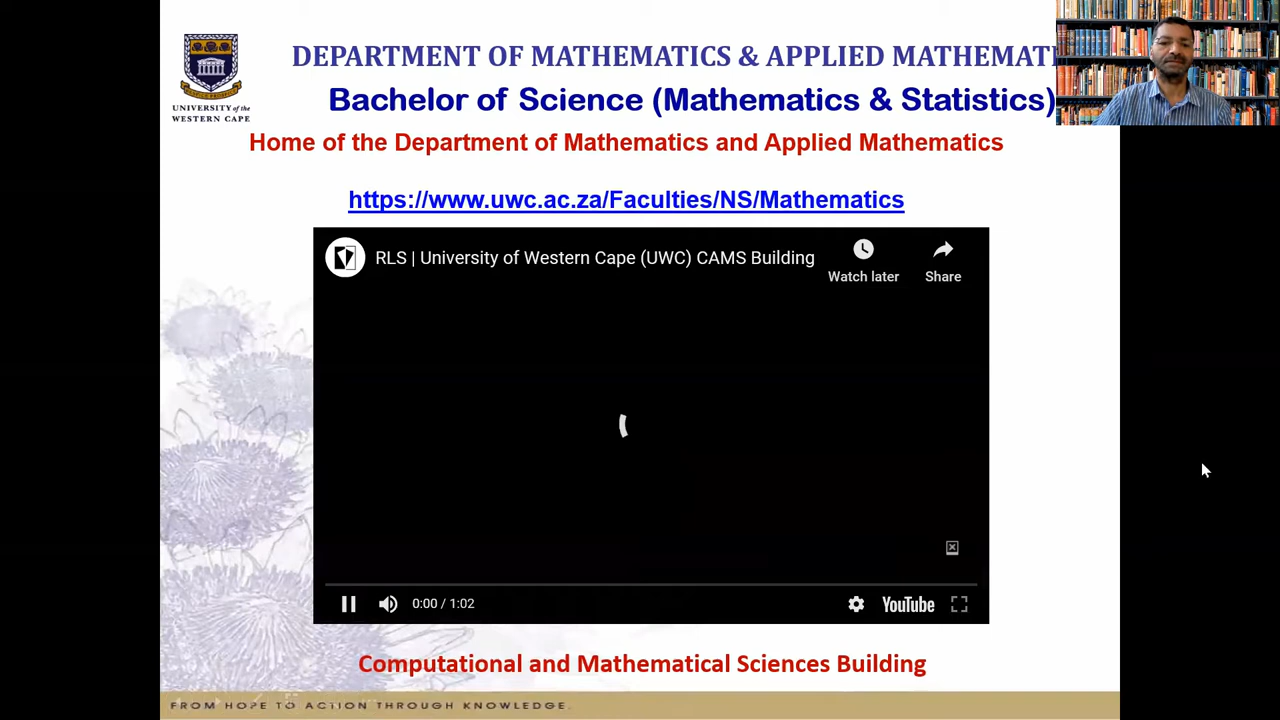 DEPARTMENT OF MATHEMATICS & APPLIED MATHEMATI
UNIVERSITY of the
WESTERN CAPE
Bachelor of Science (Mathematics & Statistics)
Home of the Department of Mathematics and Applied Mathematics
https://www.uwc.ac.za/Faculties/NS/Mathematics
RLS | University of Western Cape (UWC) CAMS Building
Watch later
Share
0:00 / 1:02
YouTube
Computational and Mathematical Sciences Building
FROM HOPE TO ACTION THROUGH KNOWLEDGE.